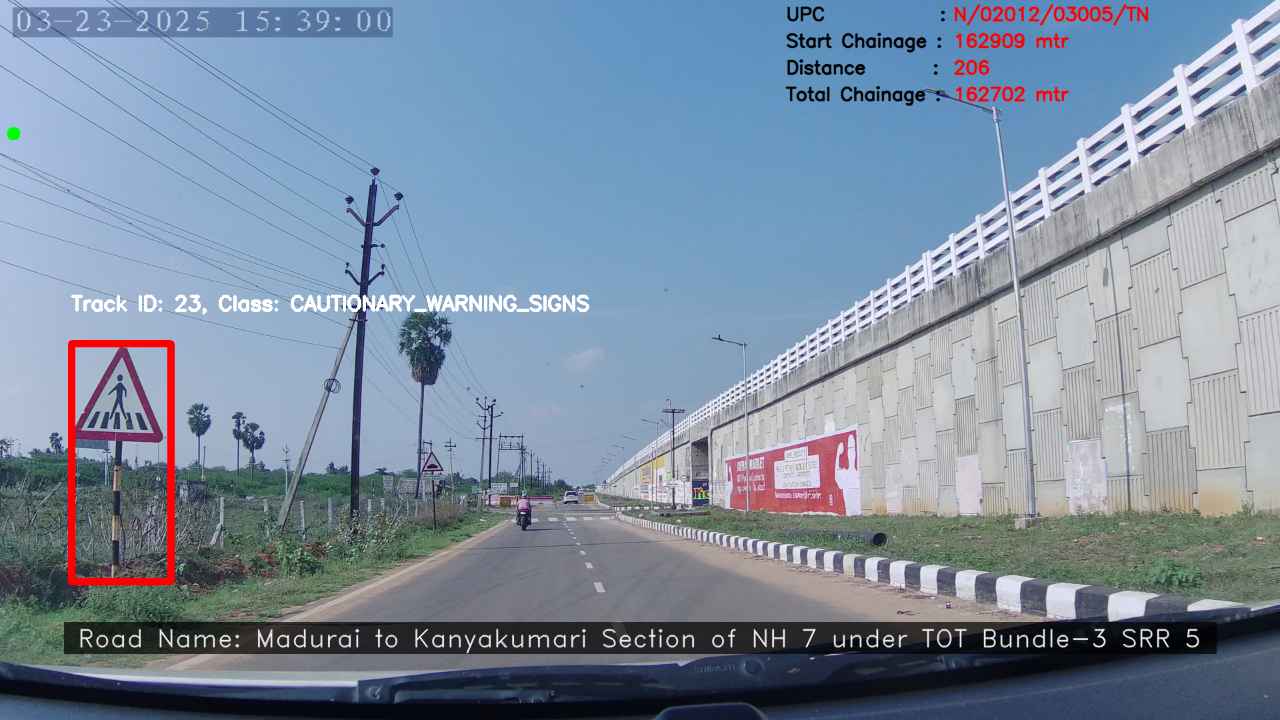 03-23-2025 15:39:00
UPC : N/02012/03005/TN
Start Chainage : 162909 mtr
Distance : 206
Total Chainage : 162702 mtr
Track ID: 23, Class: CAUTIONARY_WARNING_SIGNS
Road Name: Madurai to Kanyakumari Section of NH 7 under TOT Bundle-3 SRR 5